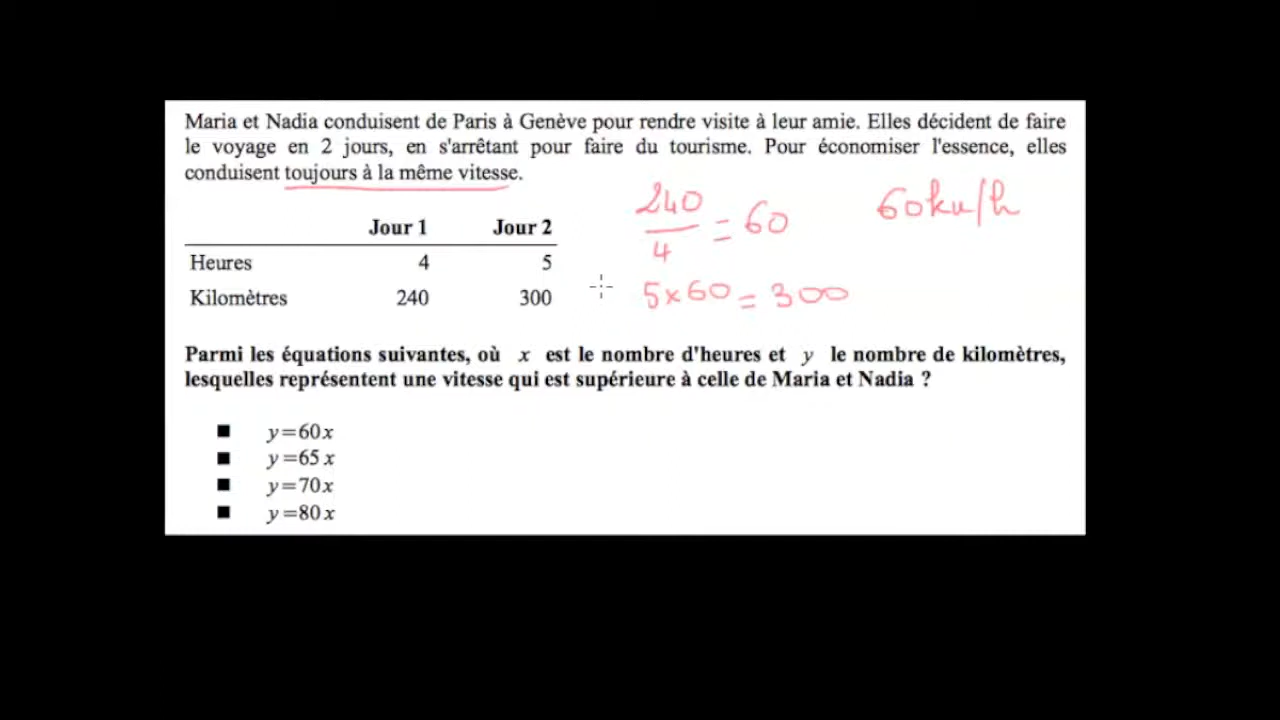 Maria et Nadia conduisent de Paris à Genève pour rendre visite à leur amie. Elles décident de faire
le voyage en 2 jours, en s'arrêtant pour faire du tourisme. Pour économiser l'essence, elles
conduisent toujours à la même vitesse.
240/4 = 60
60km/h
Jour 1 Jour 2
Heures 4 5
Kilomètres 240 300
5x60 = 300
Parmi les équations suivantes, où x est le nombre d'heures et y le nombre de kilomètres,
lesquelles représentent une vitesse qui est supérieure à celle de Maria et Nadia ?
■ y=60x
■ y=65x
■ y=70x
■ y=80x